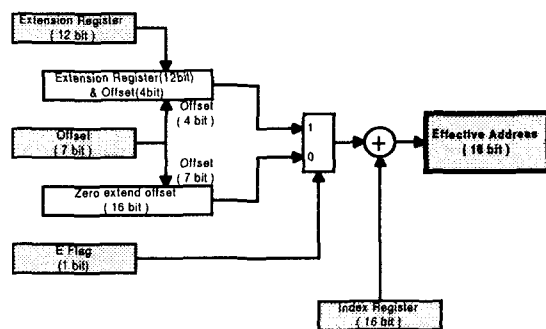 Extension Register
( 12 bit )
Extension Register(12bit)
& Offset(4bit)
Offset
( 4 bit )
Offset
( 7 bit )
Offset
( 7 bit )
Zero extend offset
( 16 bit )
E Flag
(1 bit)
1
0
+
Effective Address
( 16 bit )
Index Register
( 16 bit )